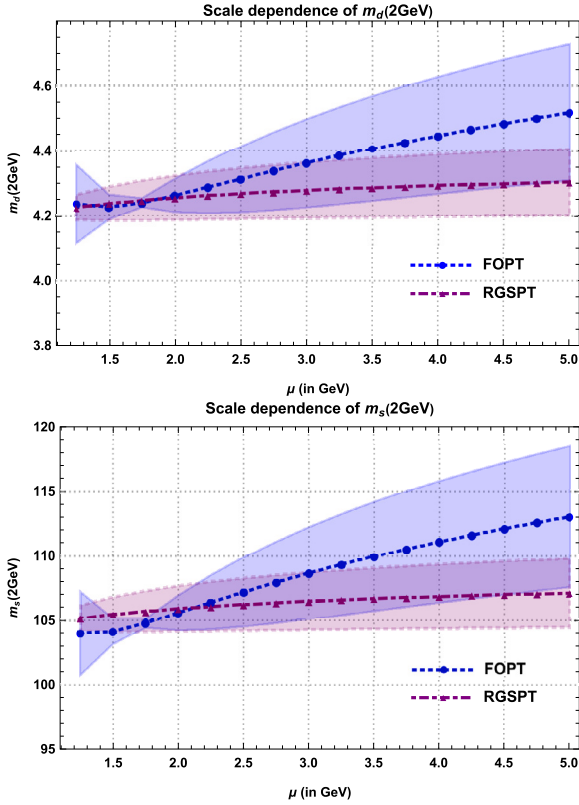 Scale dependence of m_d(2GeV)
4.6
4.4
4.2
4.0
3.8
m_d(2GeV)
FOPT
RGSPT
1.5 2.0 2.5 3.0 3.5 4.0 4.5 5.0
μ (in GeV)
Scale dependence of m_s(2GeV)
120
115
110
105
100
95
m_s(2GeV)
FOPT
RGSPT
1.5 2.0 2.5 3.0 3.5 4.0 4.5 5.0
μ (in GeV)